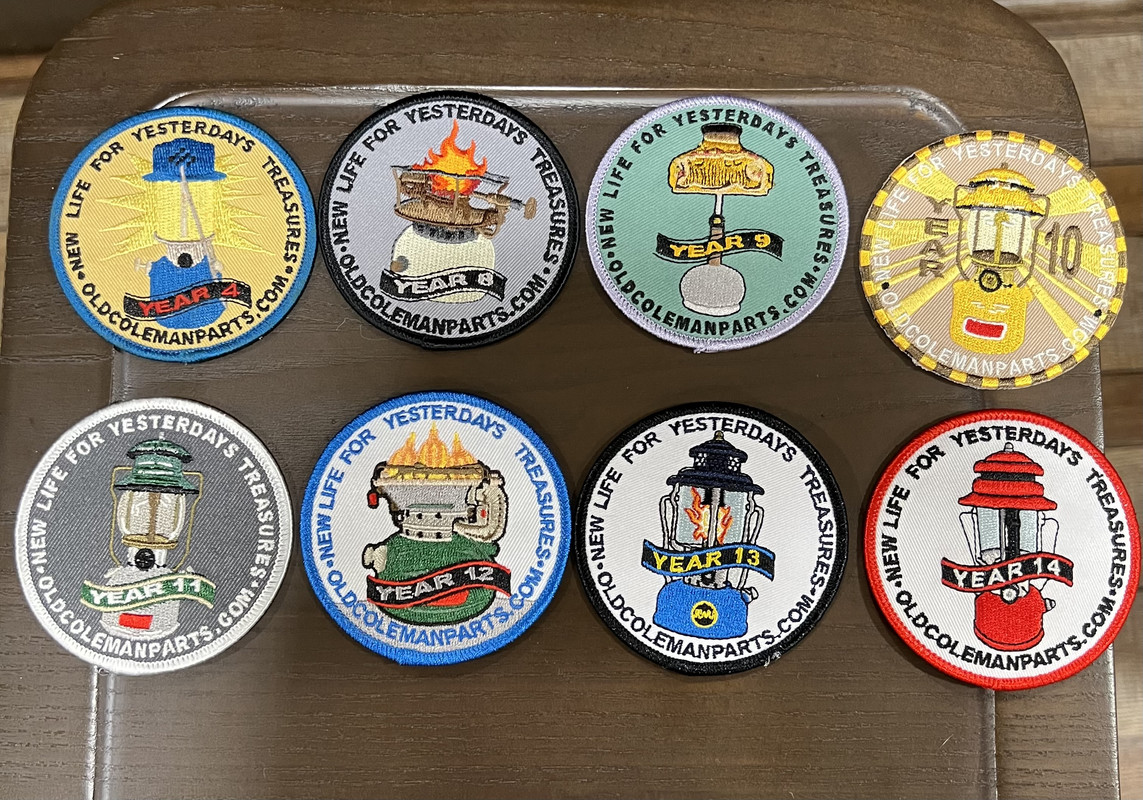 NEW LIFE FOR YESTERDAYS TREASURES
YEAR 4
•OLDCOLEMANPARTS.COM•
NEW LIFE FOR YESTERDAYS TREASURES
YEAR 8
•OLDCOLEMANPARTS.COM•
NEW LIFE FOR YESTERDAYS TREASURES
YEAR 9
•OLDCOLEMANPARTS.COM•
NEW LIFE FOR YESTERDAYS TREASURES
YEAR 10
•OLDCOLEMANPARTS.COM•
NEW LIFE FOR YESTERDAYS TREASURES
YEAR 11
•OLDCOLEMANPARTS.COM•
NEW LIFE FOR YESTERDAYS TREASURES
YEAR 12
•OLDCOLEMANPARTS.COM•
NEW LIFE FOR YESTERDAYS TREASURES
YEAR 13
•OLDCOLEMANPARTS.COM•
NEW LIFE FOR YESTERDAYS TREASURES
YEAR 14
•OLDCOLEMANPARTS.COM•